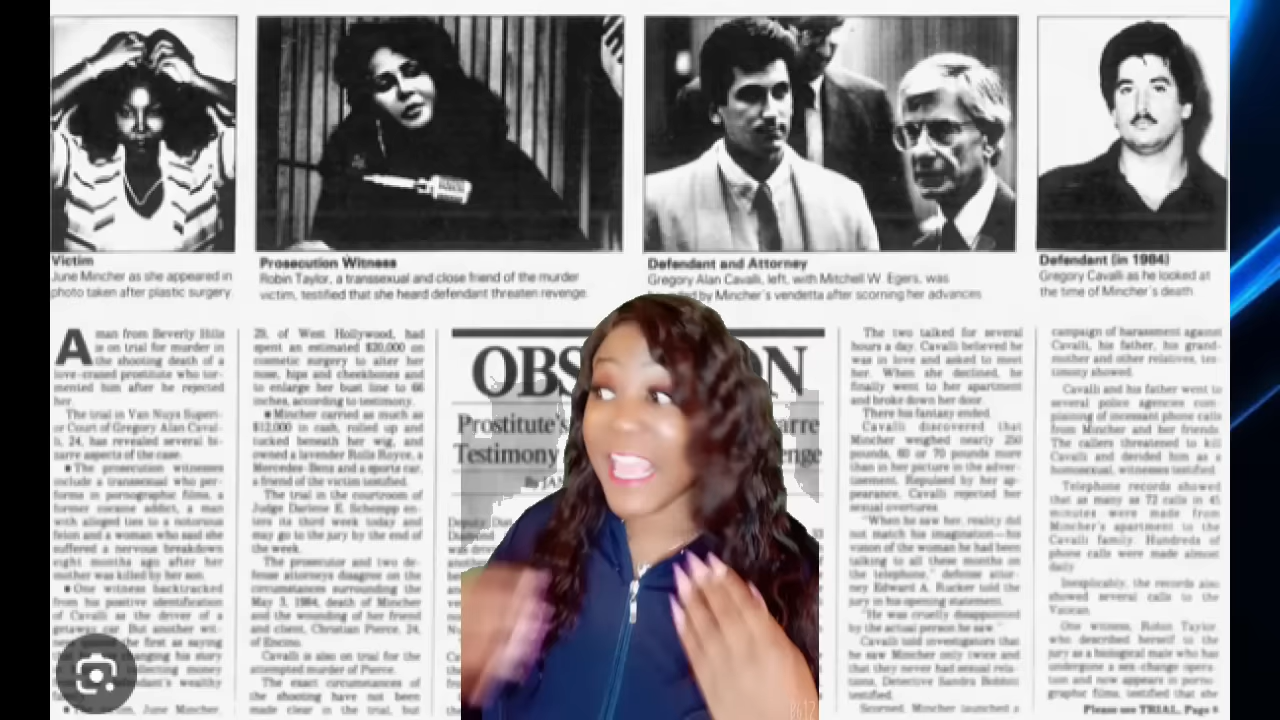 Victim
June Mincher as she appeared in
photo taken after plastic surgery.
Prosecution Witness
Robin Taylor, a transsexual and close friend of the murder
victim, testified that she heard defendant threaten revenge.
Defendant and Attorney
Gregory Alan Cavalli, left, with Mitchell W. Egers, was
by Mincher's vendetta after scorning her advances
Defendant (in 1984)
Gregory Cavalli as he looked at
the time of Mincher's death.
A man from Beverly Hills
is on trial for murder in
the shooting death of a
love-crazed prostitute who tor-
mented him after he rejected
her.
The trial in Van Nuys Superi-
or Court of Gregory Alan Caval-
li, 24, has revealed several bi-
zarre aspects of the case.
• The prosecution witnesses
include a transsexual who per-
forms in pornographic films, a
former cocaine addict, a man
with alleged ties to a notorious
felon and a woman who said she
suffered a nervous breakdown
eight months ago after her
mother was killed by her son.
• One witness backtracked
from his positive identification
of Cavalli as the driver of a
getaway car. But another wit-
the first as saying
changing his story
collecting money
defendant's wealthy
• The victim, June Mincher,
29, of West Hollywood, had
spent an estimated $20,000 on
cosmetic surgery to alter her
nose, hips and cheekbones and
to enlarge her bust line to 66
inches, according to testimony.
• Mincher carried as much as
$12,000 in cash, rolled up and
tucked beneath her wig, and
owned a lavender Rolls Royce, a
Mercedes-Benz and a sports car,
a friend of the victim testified.
The trial in the courtroom of
Judge Darlene E. Schempp en-
ters its third week today and
may go to the jury by the end of
the week.
The prosecutor and two de-
fense attorneys disagree on the
circumstances surrounding the
May 3, 1984, death of Mincher
and the wounding of her friend
and client, Christian Pierce, 24,
of Encino.
Cavalli is also on trial for the
attempted murder of Pierce.
The exact circumstances of
the shooting have not been
made clear in the trial, but
OBS ON
Prostitute's arre
Testimony enge
By JA
The two talked for several
hours a day. Cavalli believed he
was in love and asked to meet
her. When she declined, he
finally went to her apartment
and broke down her door.
There his fantasy ended.
Cavalli discovered that
Mincher weighed nearly 250
pounds, 60 or 70 pounds more
than in her picture in the adver-
tisement. Repulsed by her ap-
pearance, Cavalli rejected her
sexual overtures.
"When he saw her, reality did
not match his imagination—his
vision of the woman he had been
talking to all these months on
the telephone," defense attor-
ney Edward A. Rucker told the
jury in his opening statement.
"He was cruelly disappointed
by the actual person he saw."
Cavalli told investigators that
he saw Mincher only twice and
that they never had sexual rela-
tions, Detective Sandra
testified.
Scorned, Mincher launched a
campaign of harassment against
Cavalli, his father, his grand-
mother and other relatives, tes-
timony showed.
Cavalli and his father went to
several police agencies com-
plaining of incessant phone calls
from Mincher and her friends.
The callers threatened to kill
Cavalli and derided him as a
homosexual, witnesses testified.
Telephone records showed
that as many as 72 calls in 45
minutes were made from
Mincher's apartment to the
Cavalli family. Hundreds of
phone calls were made almost
daily
Inexplicably, the records also
showed several calls to the
Vatican.
One witness, Robin Taylor,
who described herself to the
jury as a biological male who has
undergone a sex-change opera-
tion and now appears in porno-
graphic films, testified that she
Please see TRIAL, Page 8